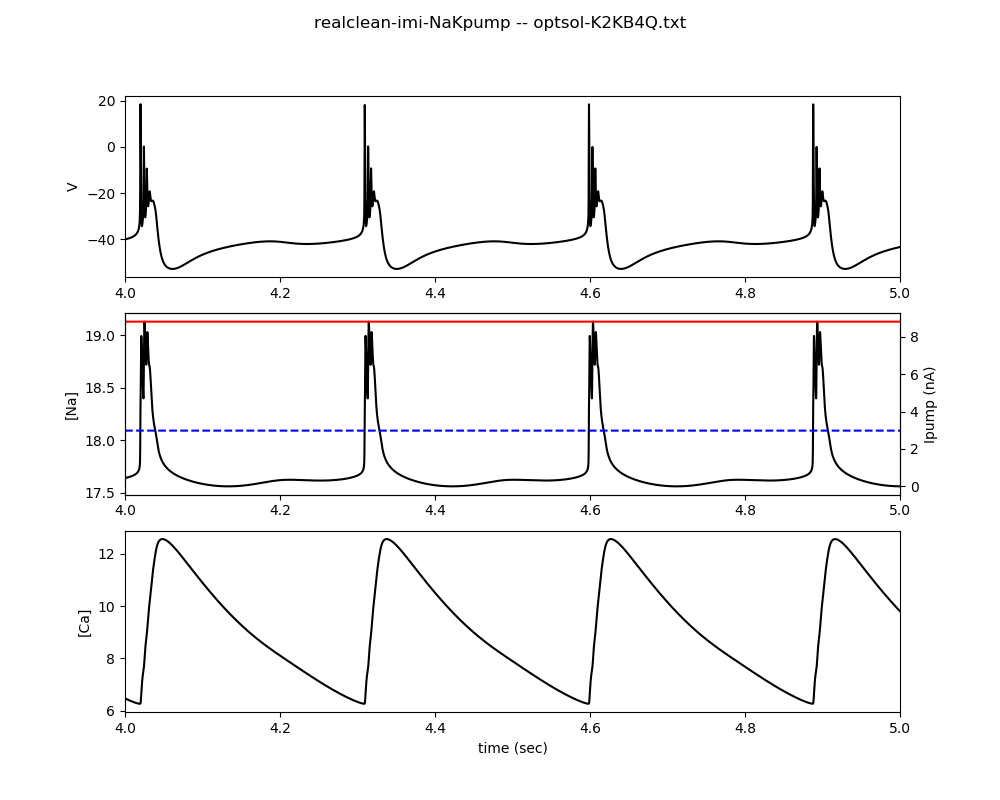 realclean-imi-NaKpump -- optsol-K2KB4Q.txt
20
0
−20
−40
V
4.0 4.2 4.4 4.6 4.8 5.0
19.0
18.5
18.0
17.5
[Na]
8
6
4
2
0
Ipump (nA)
4.0 4.2 4.4 4.6 4.8 5.0
12
10
8
6
[Ca]
4.0 4.2 4.4 4.6 4.8 5.0
time (sec)